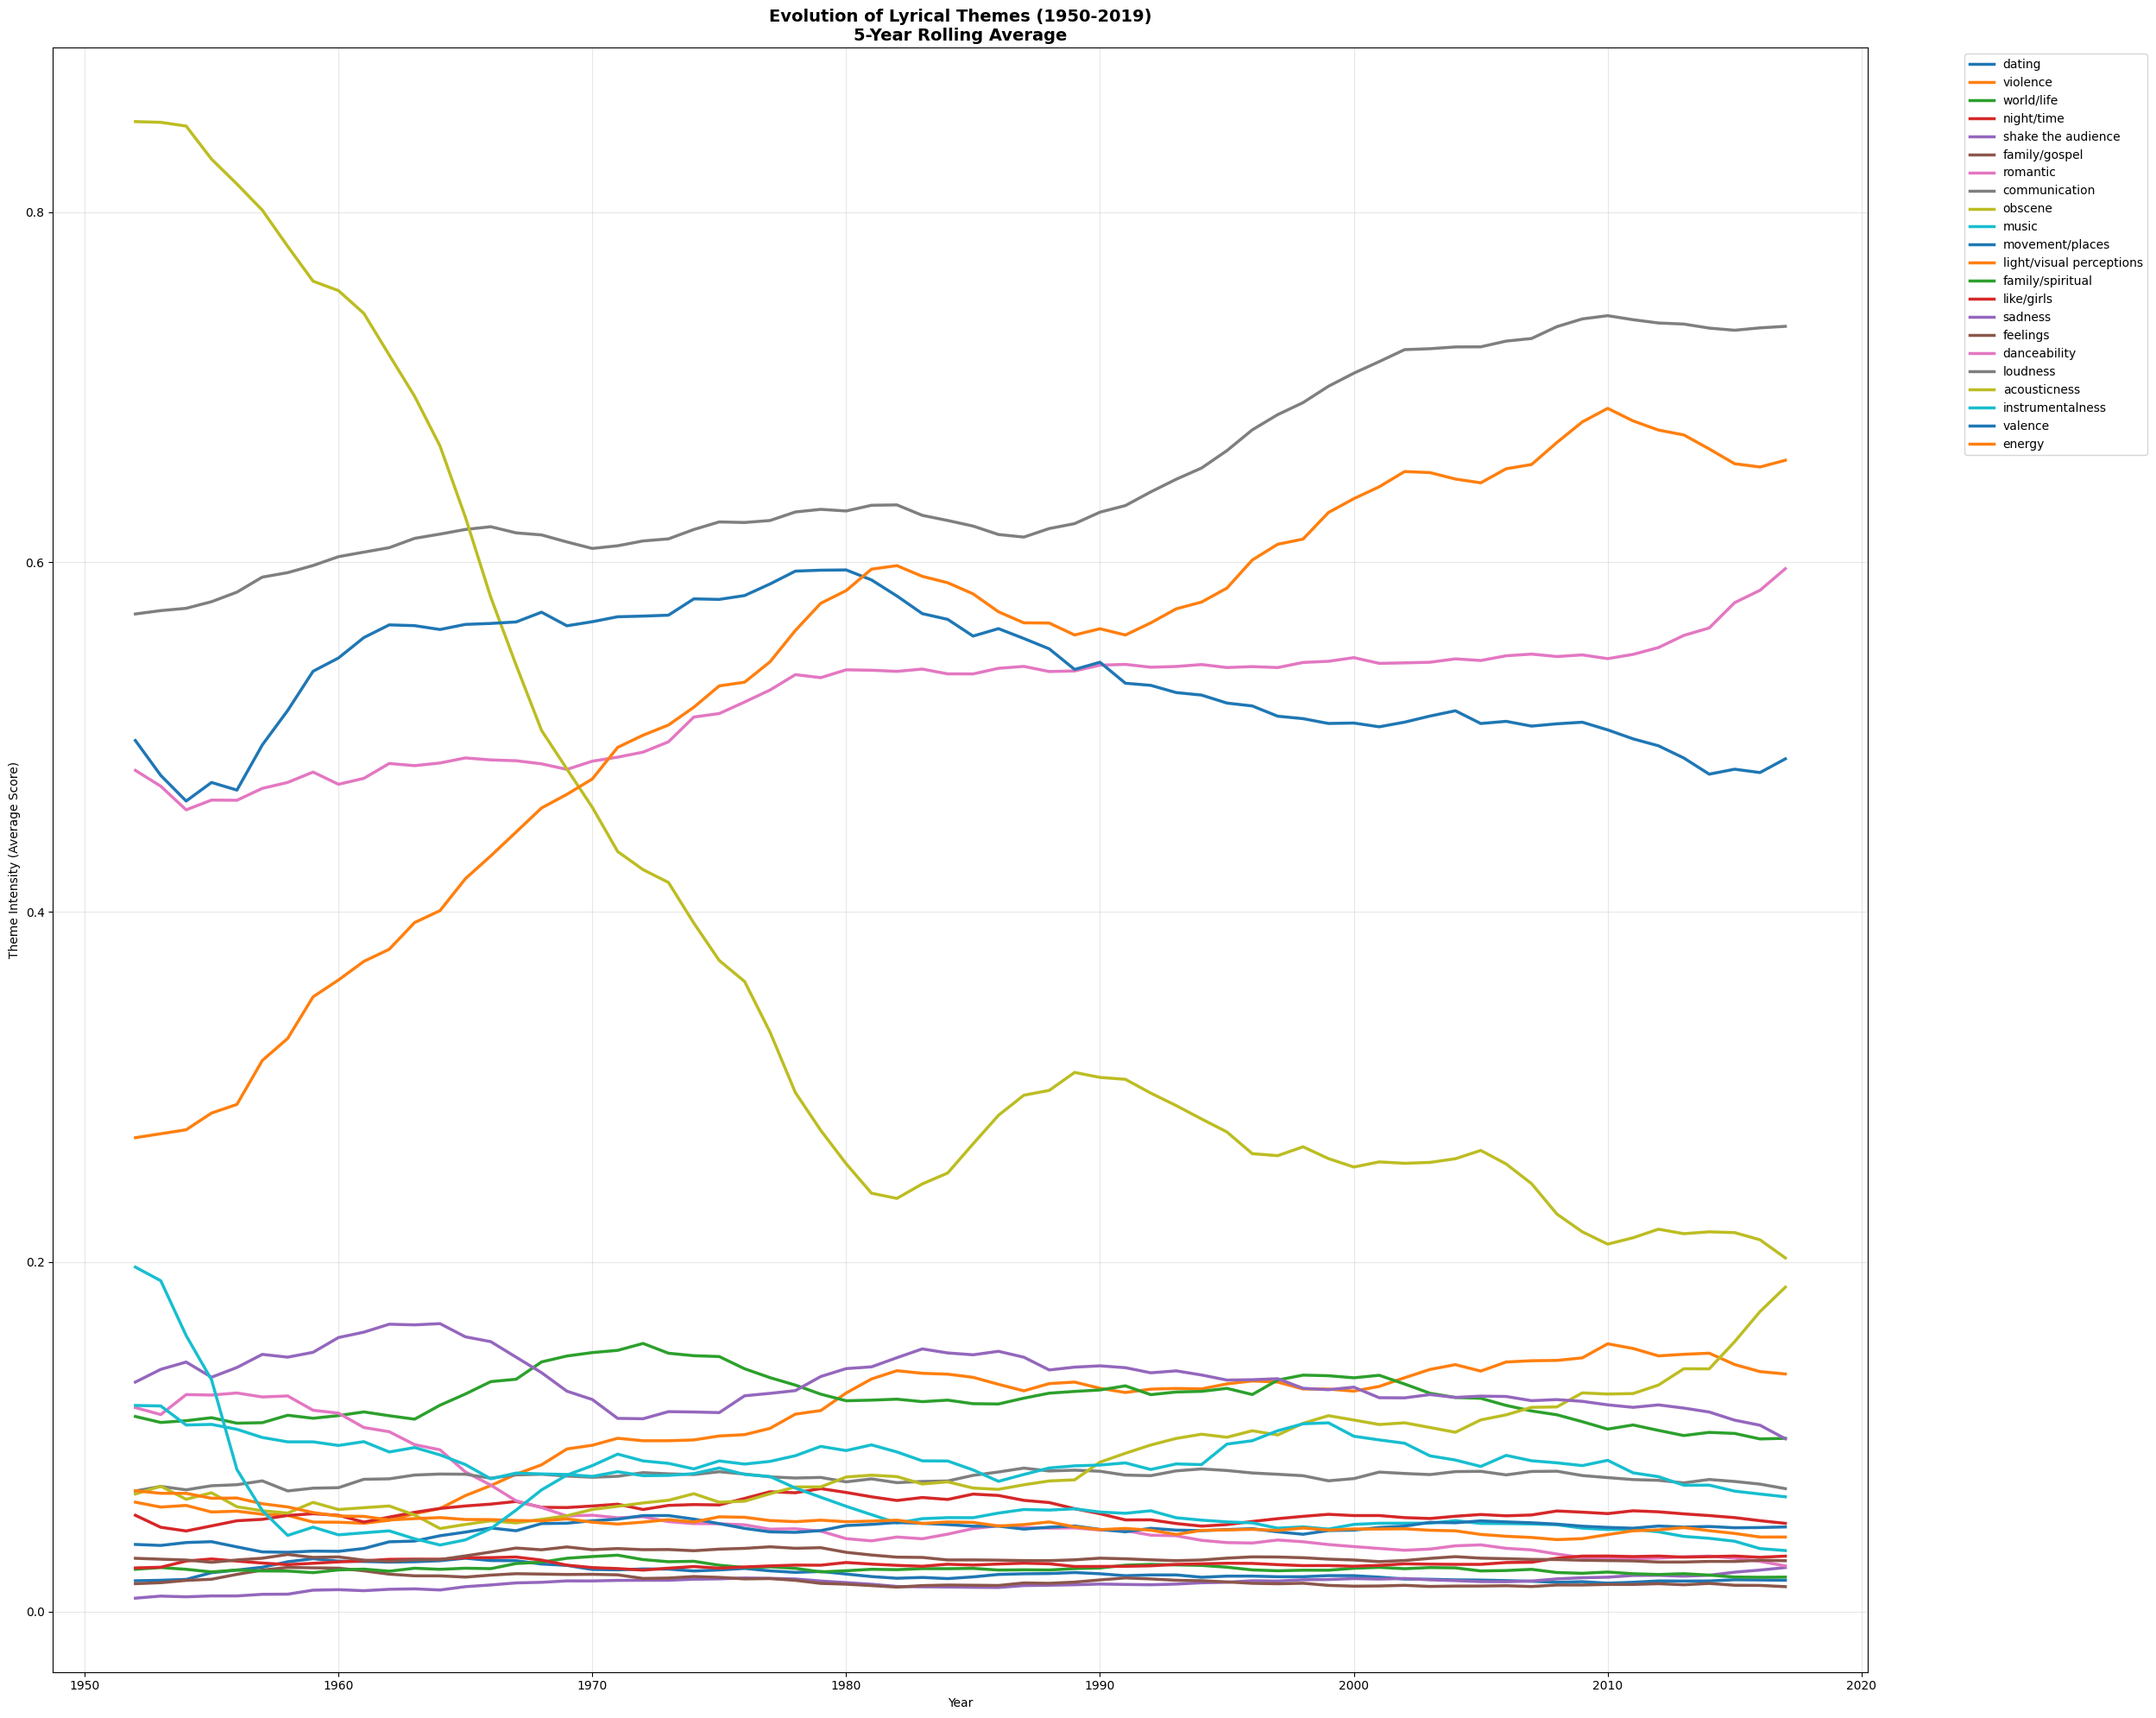 Evolution of Lyrical Themes (1950-2019)
5-Year Rolling Average
dating
violence
world/life
night/time
shake the audience
family/gospel
romantic
communication
obscene
music
movement/places
light/visual perceptions
family/spiritual
like/girls
sadness
feelings
danceability
loudness
acousticness
instrumentalness
valence
energy
Theme Intensity (Average Score)
0.8
0.6
0.4
0.2
0.0
1950 1960 1970 1980 1990 2000 2010 2020
Year